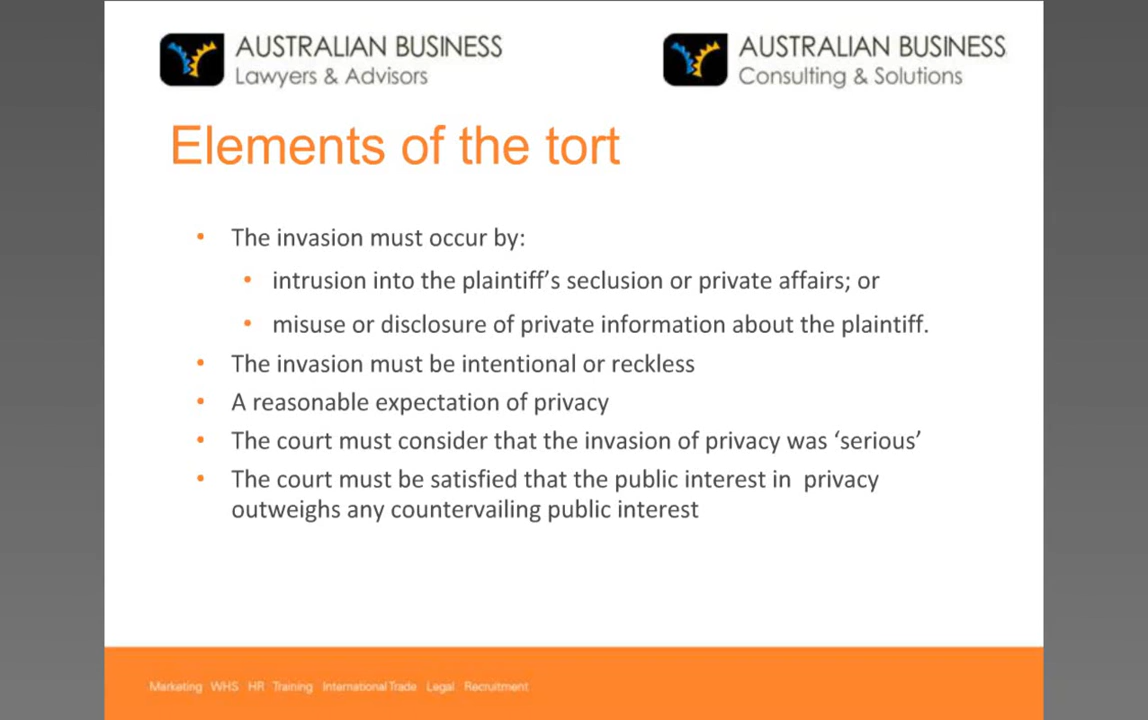 AUSTRALIAN BUSINESS
Lawyers & Advisors
AUSTRALIAN BUSINESS
Consulting & Solutions
Elements of the tort
• The invasion must occur by:
• intrusion into the plaintiff’s seclusion or private affairs; or
• misuse or disclosure of private information about the plaintiff.
• The invasion must be intentional or reckless
• A reasonable expectation of privacy
• The court must consider that the invasion of privacy was ‘serious’
• The court must be satisfied that the public interest in  privacy
outweighs any countervailing public interest
Marketing WHS HR Training International Trade Legal Recruitment